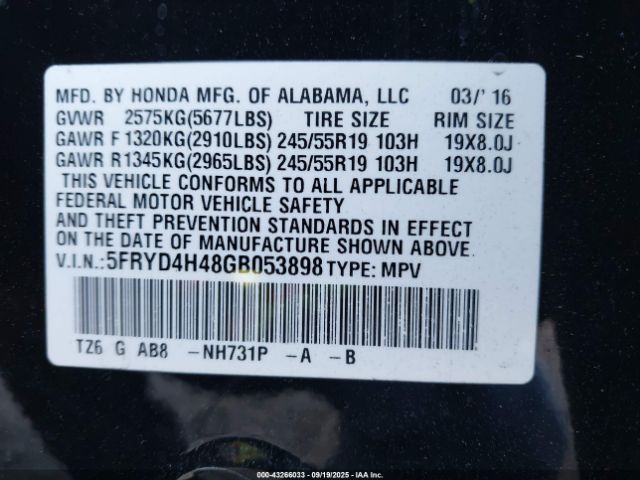 MFD. BY HONDA MFG. OF ALABAMA, LLC 03/' 16
GVWR 2575KG(5677LBS) TIRE SIZE RIM SIZE
GAWR F 1320KG(2910LBS) 245/55R19 103H 19X8.0J
GAWR R1345KG(2965LBS) 245/55R19 103H 19X8.0J
THIS VEHICLE CONFORMS TO ALL APPLICABLE
FEDERAL MOTOR VEHICLE SAFETY
AND THEFT PREVENTION STANDARDS IN EFFECT
ON THE DATE OF MANUFACTURE SHOWN ABOVE.
V.I.N.:5FRYD4H48GB053898 TYPE: MPV
TZ6 G AB8 -NH731P -A -B
000-43266033 - 09/19/2025 - IAA Inc.